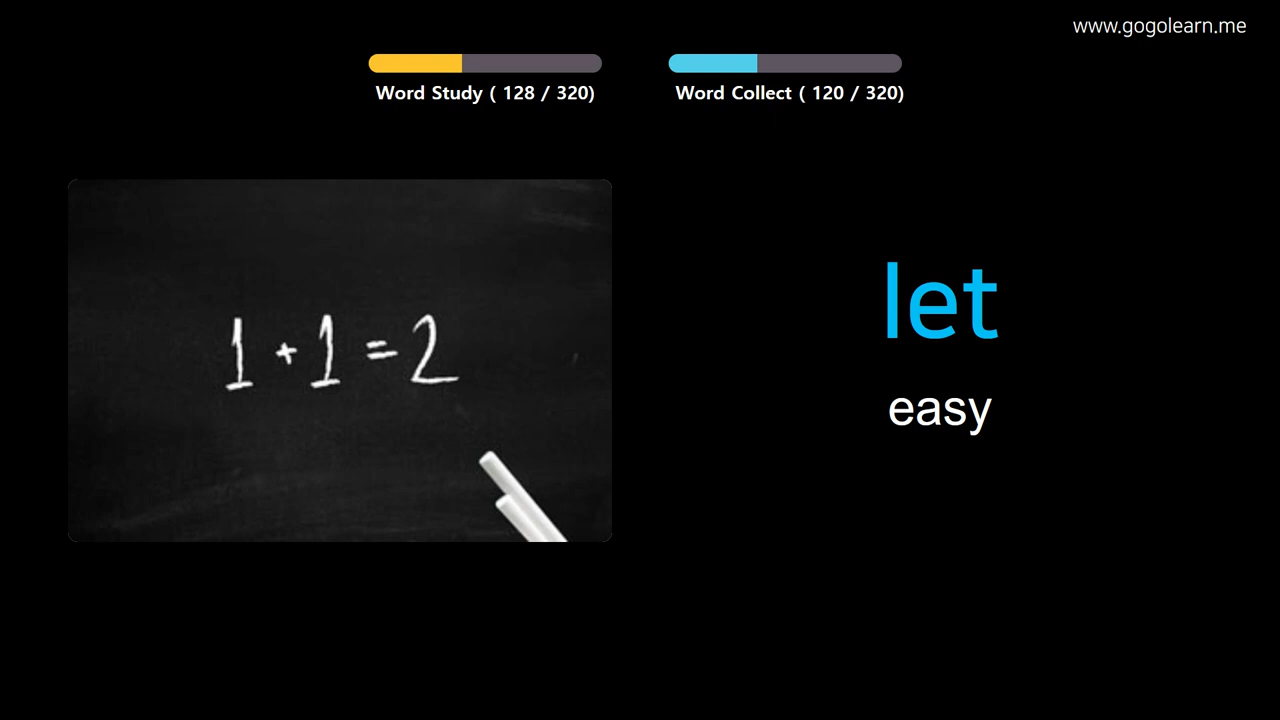 www.gogolearn.me
Word Study ( 128 / 320)
Word Collect ( 120 / 320)
1 + 1 = 2
let
easy